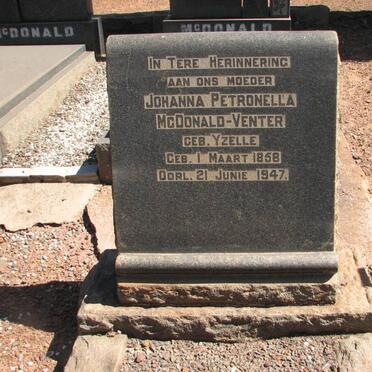 McDONALD
McDONALD
IN TERE HERINNERING
AAN ONS MOEDER
JOHANNA PETRONELLA
McDONALD-VENTER
GEB. YZELLE
GEB. 1 MAART 1858
OORL. 21 JUNIE 1947.